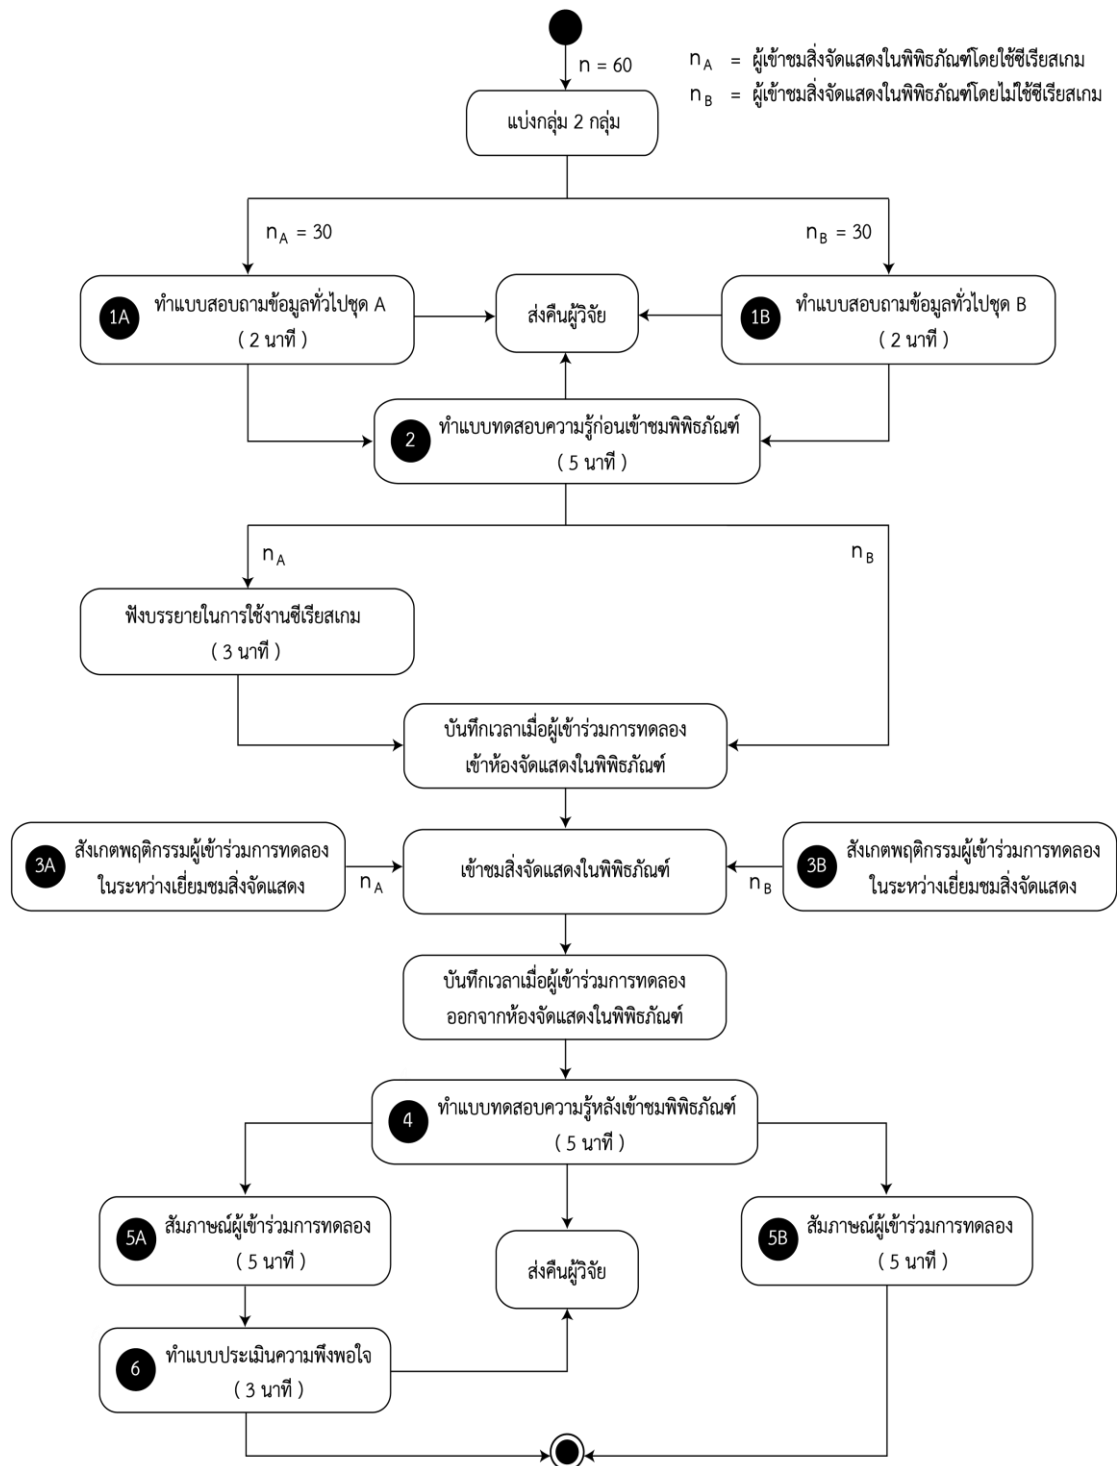 n = 60
n A = ผู้เข้าชมสิ่งจัดแสดงในพิพิธภัณฑ์โดยใช้ซีเรียสเกม
n B = ผู้เข้าชมสิ่งจัดแสดงในพิพิธภัณฑ์โดยไม่ใช้ซีเรียสเกม
แบ่งกลุ่ม 2 กลุ่ม
n A = 30
n B = 30
1A
ทำแบบสอบถามข้อมูลทั่วไปชุด A
( 2 นาที )
ส่งคืนผู้วิจัย
1B
ทำแบบสอบถามข้อมูลทั่วไปชุด B
( 2 นาที )
2
ทำแบบทดสอบความรู้ก่อนเข้าชมพิพิธภัณฑ์
( 5 นาที )
n A
n B
ฟังบรรยายในการใช้งานซีเรียสเกม
( 3 นาที )
บันทึกเวลาเมื่อผู้เข้าร่วมการทดลอง
เข้าห้องจัดแสดงในพิพิธภัณฑ์
3A
สังเกตพฤติกรรมผู้เข้าร่วมการทดลอง
ในระหว่างเยี่ยมชมสิ่งจัดแสดง
n A
เข้าชมสิ่งจัดแสดงในพิพิธภัณฑ์
n B
3B
สังเกตพฤติกรรมผู้เข้าร่วมการทดลอง
ในระหว่างเยี่ยมชมสิ่งจัดแสดง
บันทึกเวลาเมื่อผู้เข้าร่วมการทดลอง
ออกจากห้องจัดแสดงในพิพิธภัณฑ์
4
ทำแบบทดสอบความรู้หลังเข้าชมพิพิธภัณฑ์
( 5 นาที )
5A
สัมภาษณ์ผู้เข้าร่วมการทดลอง
( 5 นาที )
ส่งคืนผู้วิจัย
5B
สัมภาษณ์ผู้เข้าร่วมการทดลอง
( 5 นาที )
6
ทำแบบประเมินความพึงพอใจ
( 3 นาที )